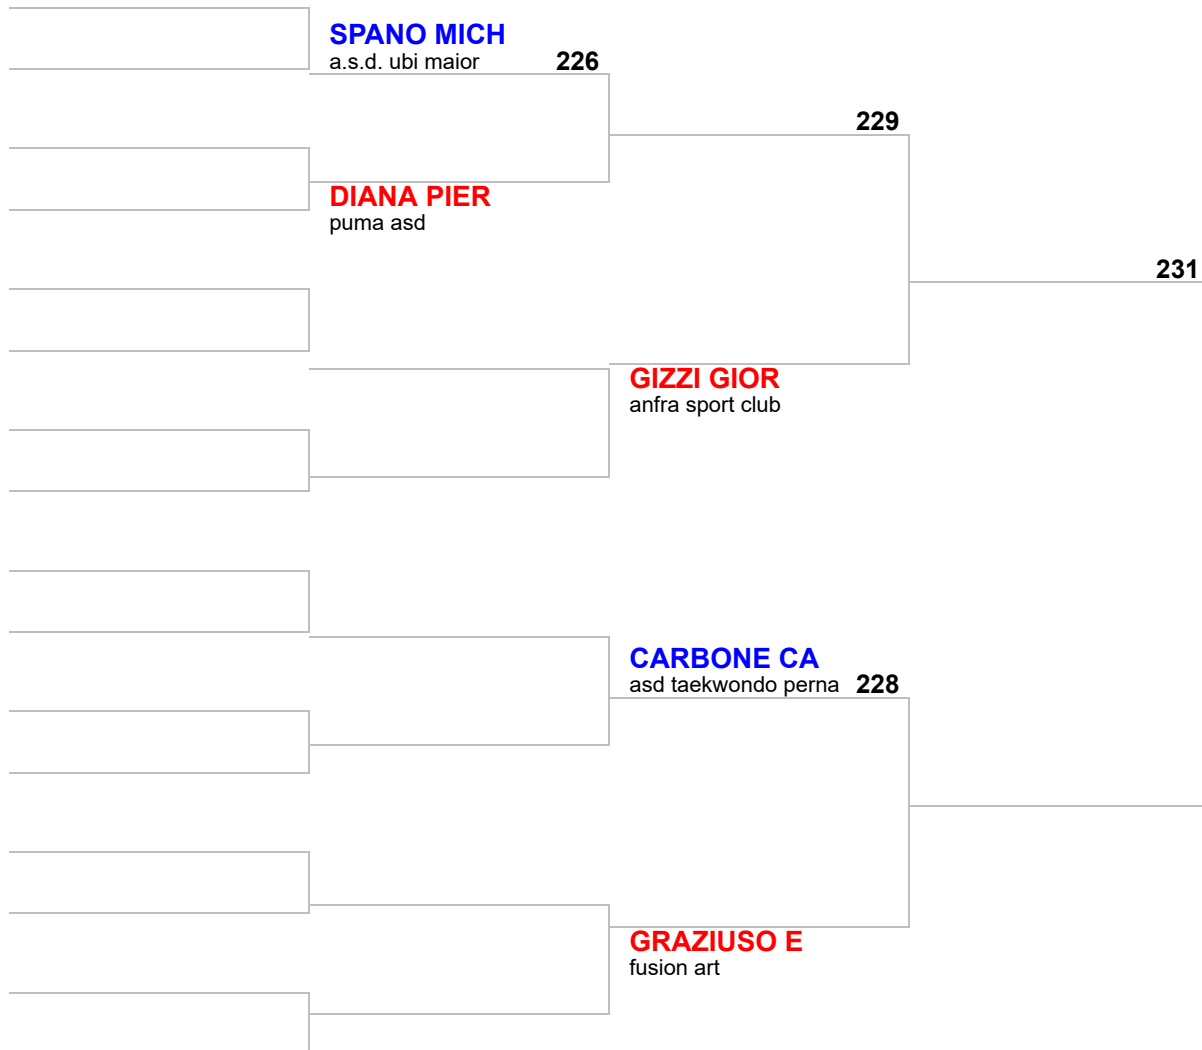 SPANO MICH
a.s.d. ubi maior 226
229
DIANA PIER
puma asd
231
GIZZI GIOR
anfra sport club
CARBONE CA
asd taekwondo perna 228
GRAZIUSO E
fusion art